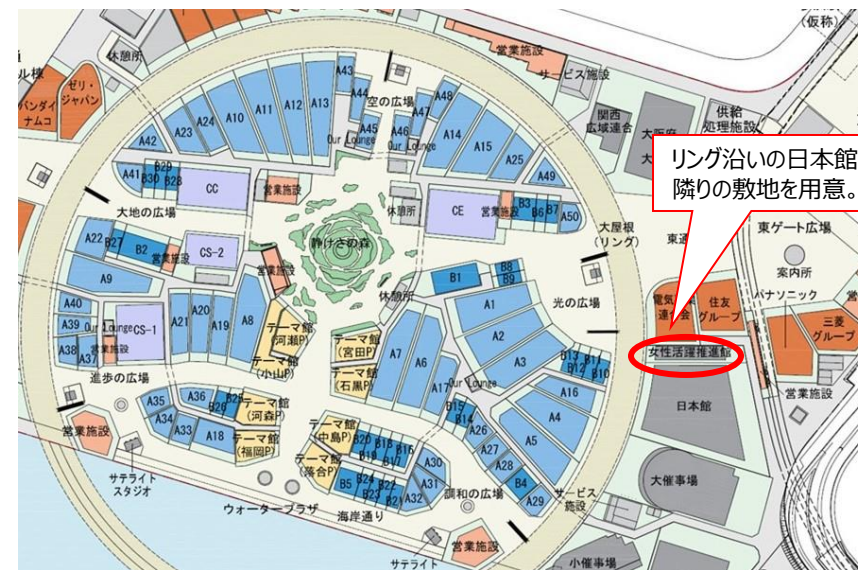 (仮称)
営業施設
休憩所
ル棟
ゼリ・
ジャパン
バンダイ
ナムコ
サービス施設
関西
広域連合
大阪府
大
供給
処理施設
リング沿いの日本館
隣りの敷地を用意。
A43
A44
A45
空の広場
A48
A47
A46
Our Lounge
Our Lounge
A42
A23
A24
A10
A11
A12
A13
A14
A15
A25
A49
A41
B30
B29
B28
CC
営業施設
休憩所
CE
営業施設
B3
B6
B7
A50
大地の広場
静けさの森
大屋根
(リング)
東通
東ゲート広場
案内所
A22
B27
B2
営業施設
CS-2
営業施設
A9
休憩所
B1
B8
B9
光の広場
電気
連 会
住友
グループ
パナソニック
営
三菱
グループ
A40
A39
A38
A37
Our Lounge
営業施設
CS-1
A21
A20
A19
A8
テーマ館
(河瀬P)
テーマ館
(小山P)
テーマ館
(宮田P)
テーマ館
(石黒P)
A7
A6
A17
Our Lounge
A1
A2
A3
B13
B12
B11
B10
女性活躍推進館
進歩の広場
A35
A36
A34
A33
A18
B26
B25
テーマ館
(河森P)
テーマ館
(福岡P)
テーマ館
(中島P)
テーマ館
(落合P)
B20
B19
B18
B17
B16
B15
B14
A26
A27
A28
A16
A4
A5
日本館
営業施設
営業施設
サテライト
スタジオ
B5
B24
B23
B22
B21
A30
A31
A32
B4
A29
調和の広場
サービス
施設
大催事場
ウォータープラザ
海岸通り
営業施設
サテライト
小催事場